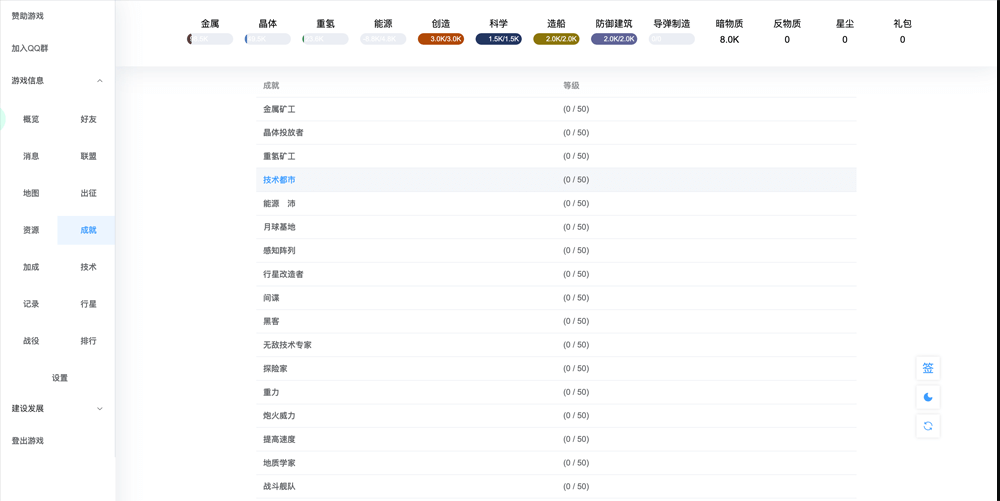 赞助游戏
加入QQ群
游戏信息
概览 好友
消息 联盟
地图 出征
资源 成就
加成 技术
记录 行星
战役 排行
设置
建设发展
登出游戏
金属 晶体 重氢 能源 创造 科学 造船 防御建筑 导弹制造 暗物质 反物质 星尘 礼包
3.0K/3.0K 1.5K/1.5K 2.0K/2.0K 2.0K/2.0K 8.0K 0 0 0
成就 等级
金属矿工 (0 / 50)
晶体投放者 (0 / 50)
重氢矿工 (0 / 50)
技术都市 (0 / 50)
能源 沛 (0 / 50)
月球基地 (0 / 50)
感知阵列 (0 / 50)
行星改造者 (0 / 50)
间谍 (0 / 50)
黑客 (0 / 50)
无敌技术专家 (0 / 50)
探险家 (0 / 50)
重力 (0 / 50)
炮火威力 (0 / 50)
提高速度 (0 / 50)
地质学家 (0 / 50)
战斗舰队 (0 / 50)
签